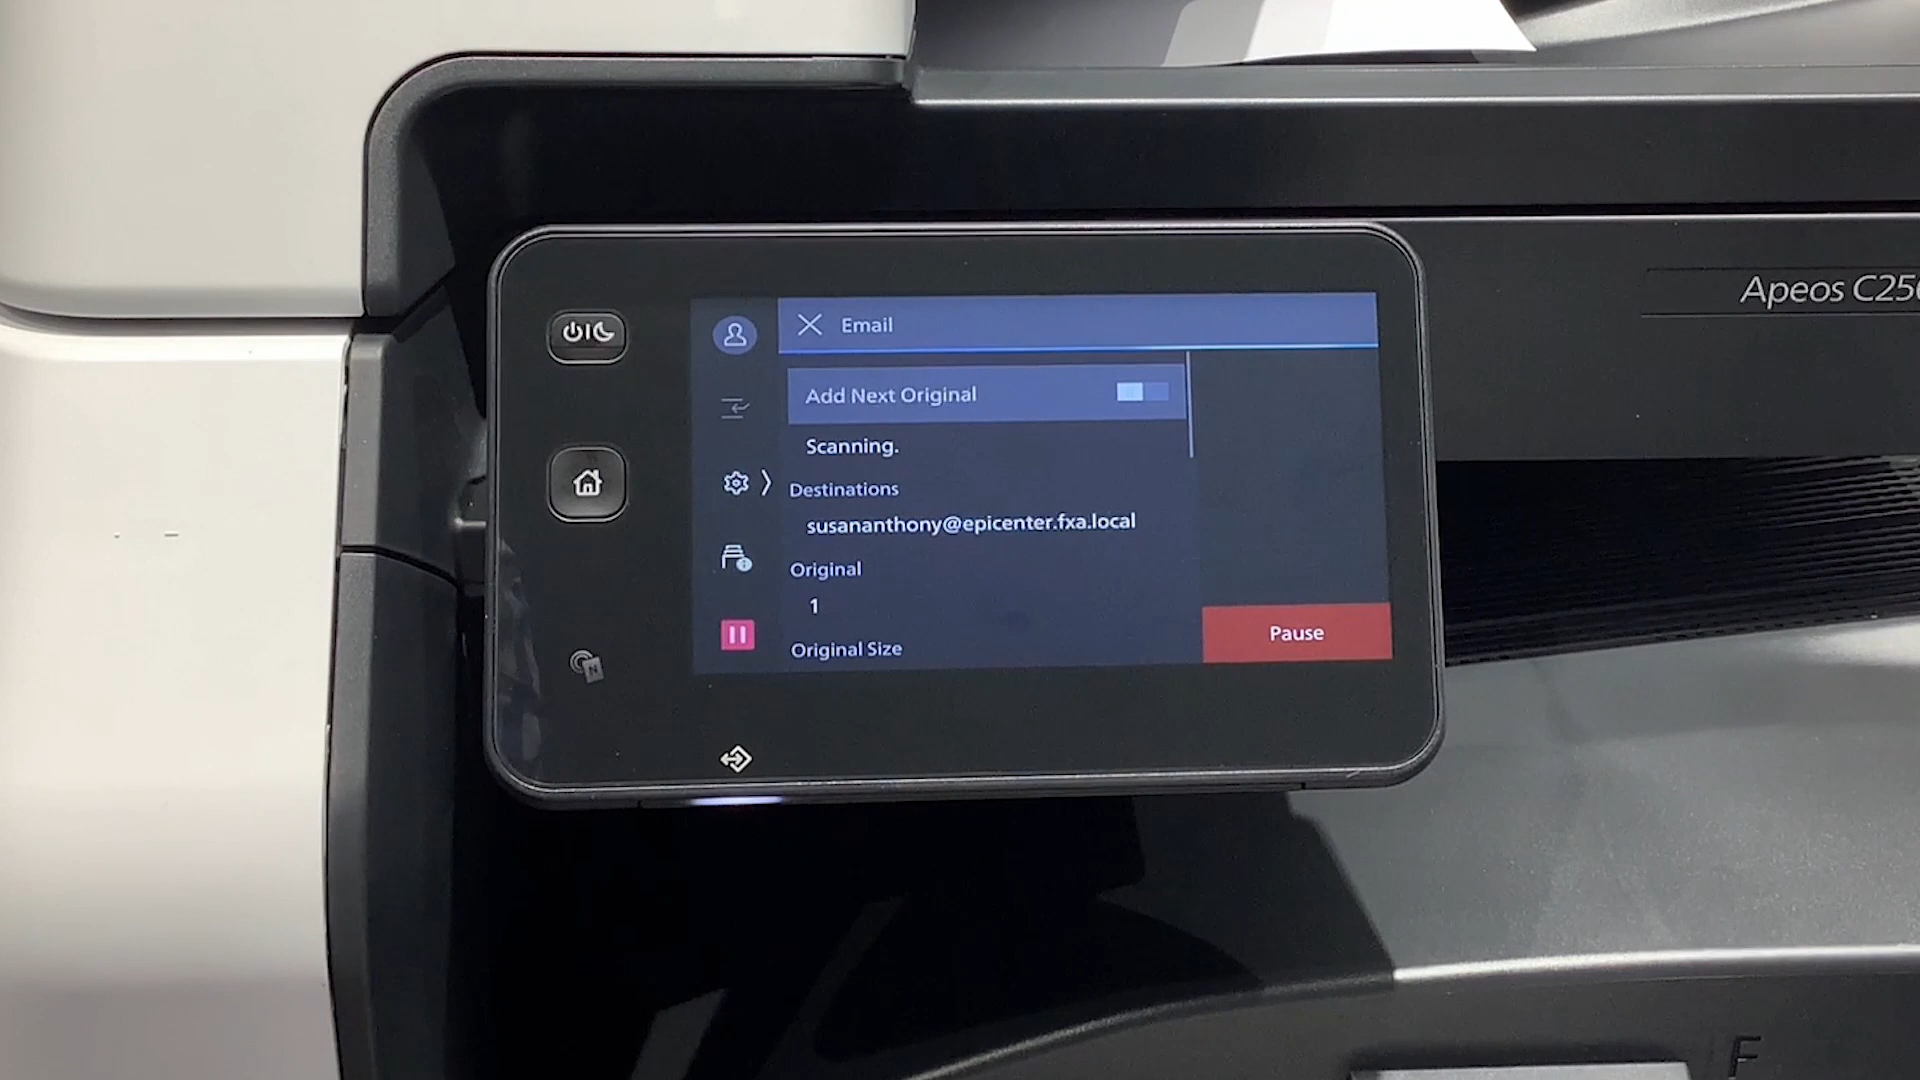 Apeos C25
Email
Add Next Original
Scanning.
Destinations
susananthony@epicenter.fxa.local
Original
1
Pause
Original Size
N
F